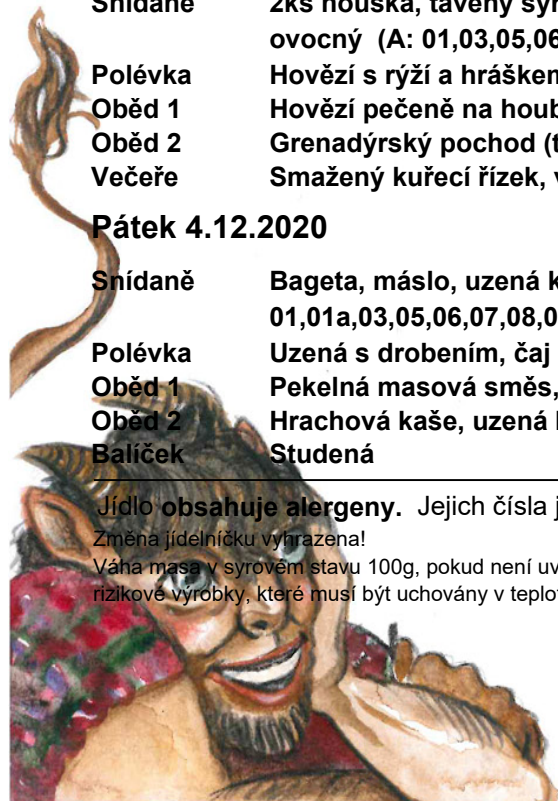 Snídaně 2ks houska, tavený sýr
ovocný (A: 01,03,05,06
Polévka Hovězí s rýží a hráškem
Oběd 1 Hovězí pečeně na houb
Oběd 2 Grenadýrský pochod (t
Večeře Smažený kuřecí řízek, v
Pátek 4.12.2020
Snídaně Bageta, máslo, uzená k
01,01a,03,05,06,07,08,0
Polévka Uzená s drobením, čaj
Oběd 1 Pekelná masová směs,
Oběd 2 Hrachová kaše, uzená
Balíček Studená
Jídlo obsahuje alergeny. Jejich čísla j
Změna jídelníčku vyhrazena!
Váha masa v syrovém stavu 100g, pokud není uv
rizikové výrobky, které musí být uchovány v teplot